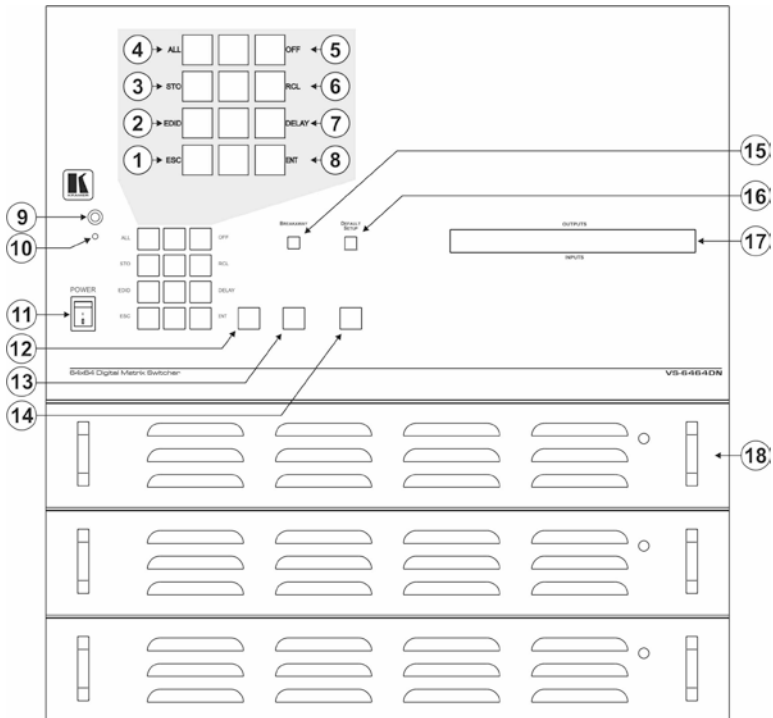 4 ALL OFF 5
3 STO RCL 6
2 EDID DELAY 7
1 ESC ENT 8
K
KRAMER
9
10
POWER
11
ALL OFF
STO RCL
EDID DELAY
ESC ENT
BREAKAWAY
DEFAULT
SETUP
15
16
OUTPUTS
INPUTS
17
12
13
14
64x64 Digital Matrix Switcher
VS-6464DN
18